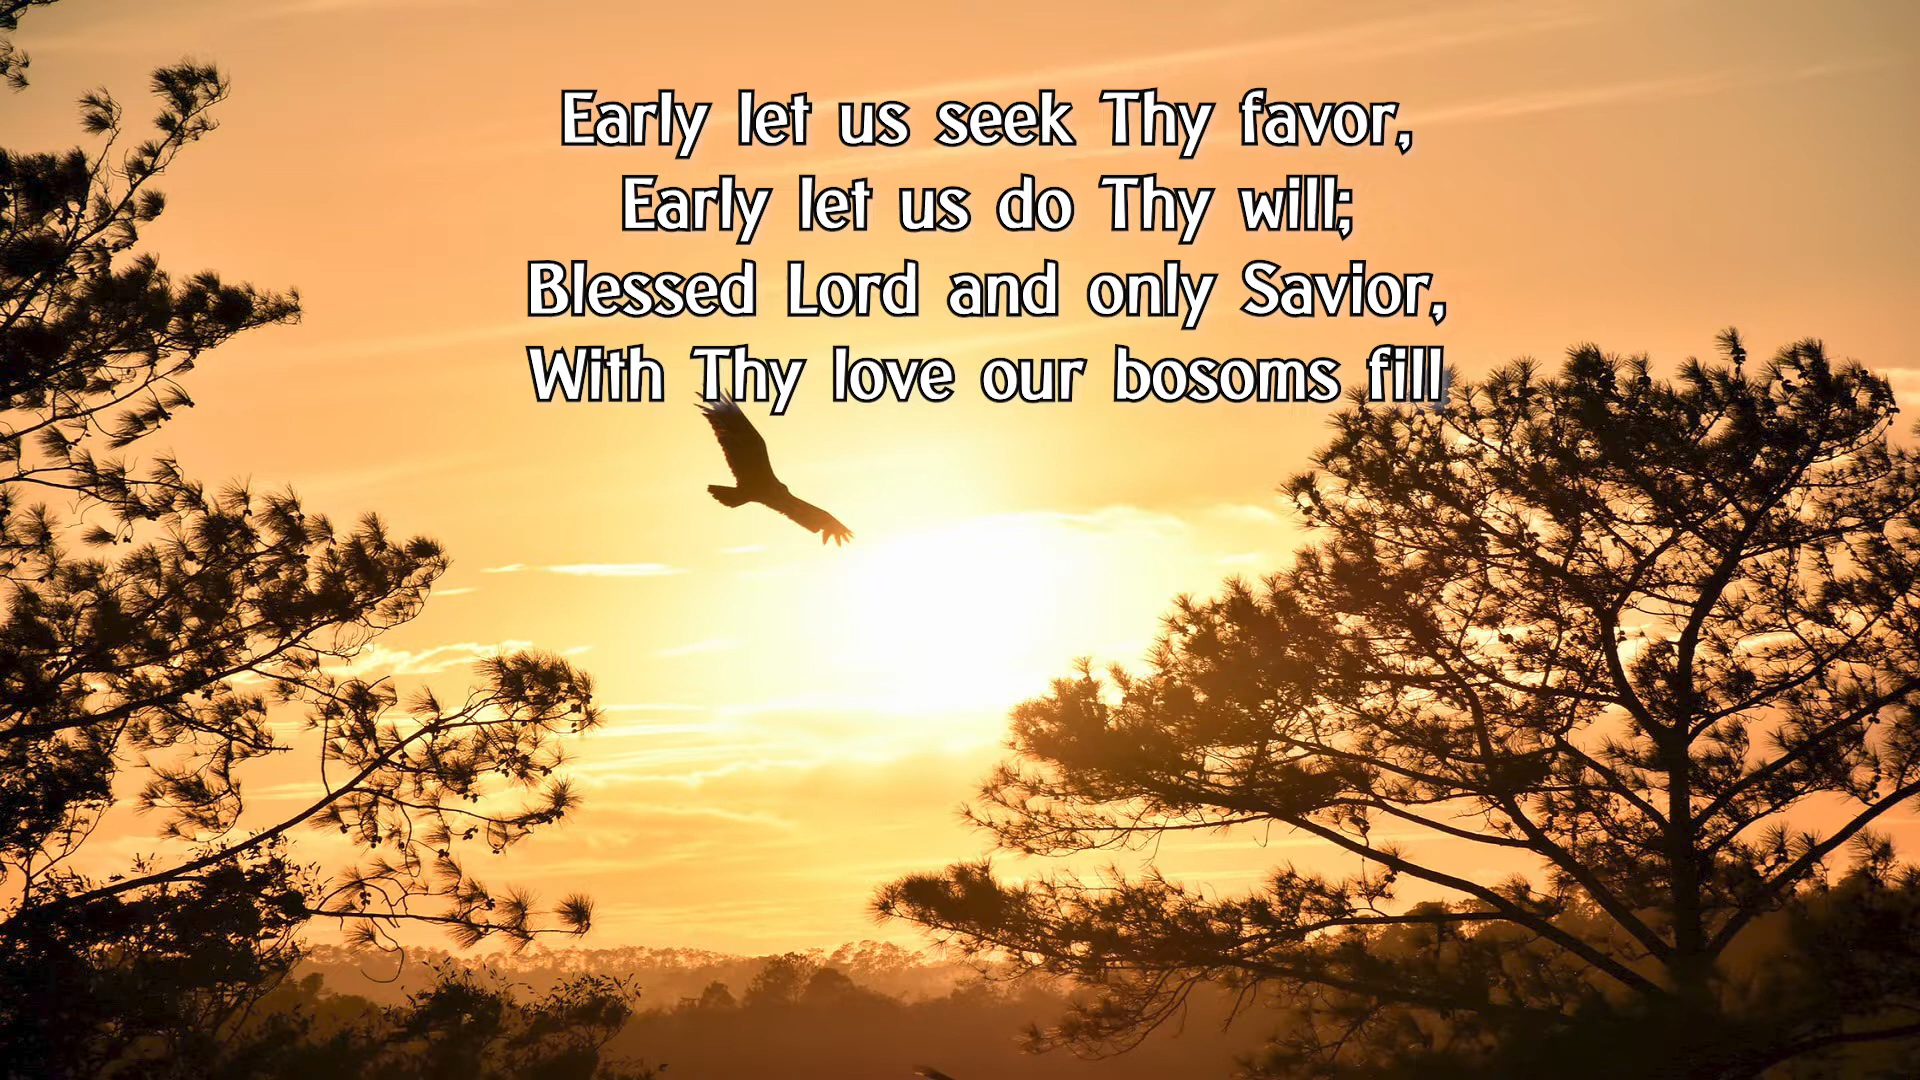 Early let us seek Thy favor,
Early let us do Thy will;
Blessed Lord and only Savior,
With Thy love our bosoms fill